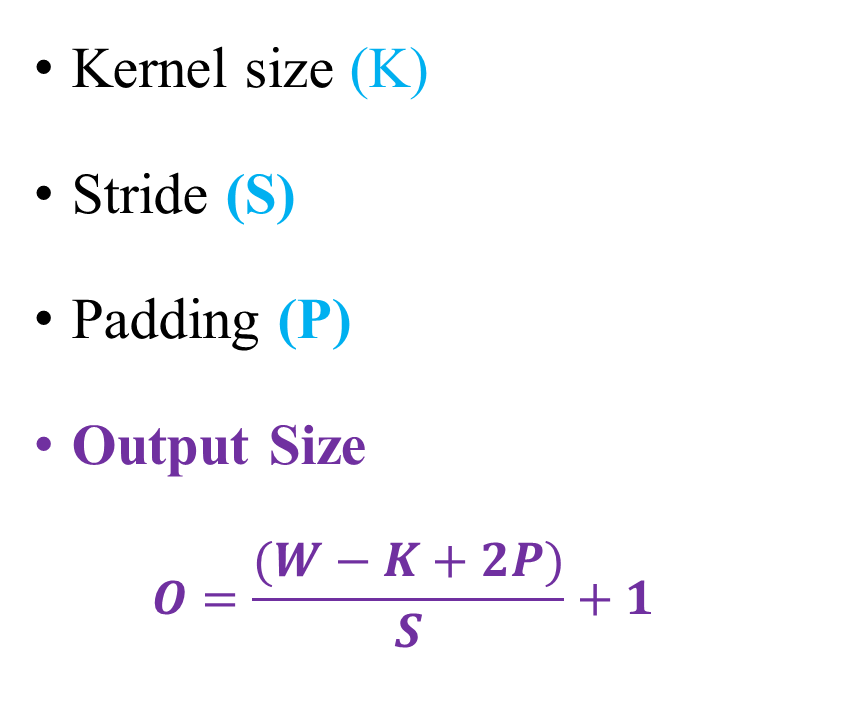 • Kernel size (K)
• Stride (S)
• Padding (P)
• Output Size
O = (W − K + 2P) / S + 1